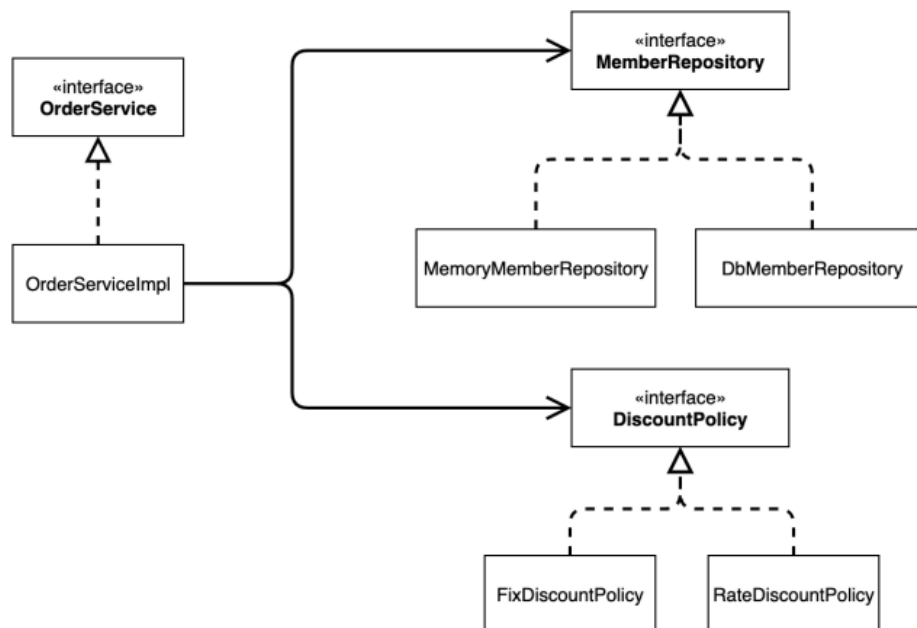 «interface»
MemberRepository
«interface»
OrderService
MemoryMemberRepository
DbMemberRepository
OrderServiceImpl
«interface»
DiscountPolicy
FixDiscountPolicy
RateDiscountPolicy